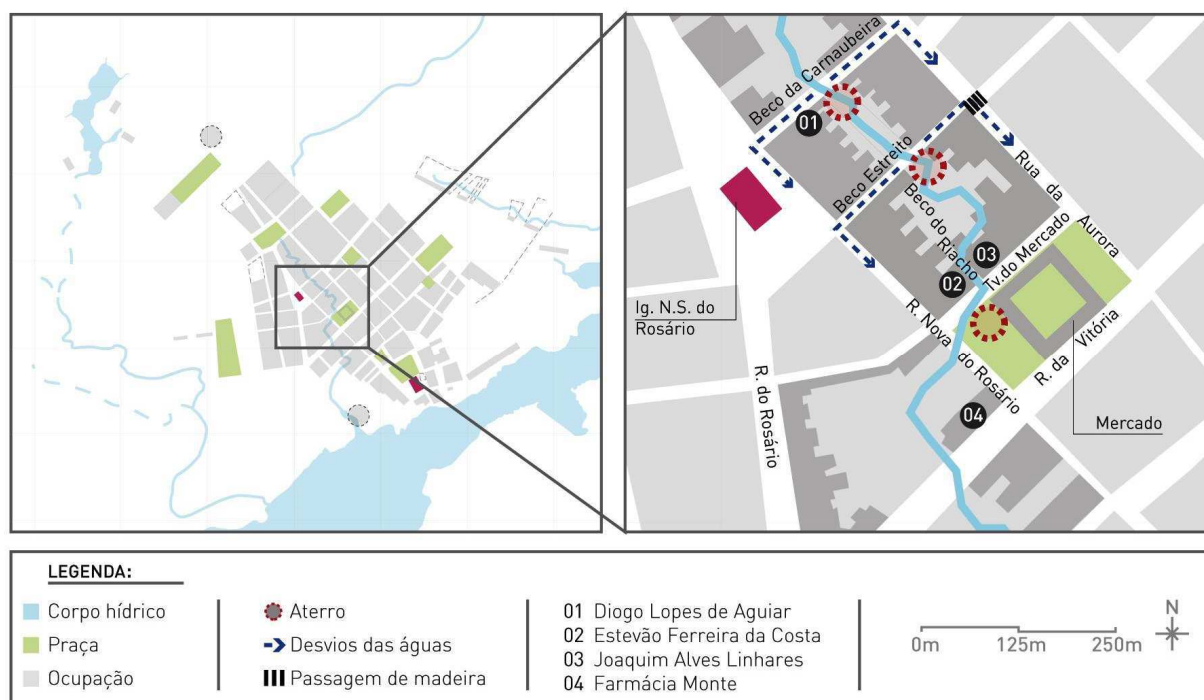 Beco da Carnaubeira
01
Beco Estreito
Rua da Aurora
Beco do Riacho
03
02
Tv.do Mercado
Ig. N.S. do
Rosário
R. Nova do Rosário
R. da Vitória
R. do Rosário
04
Mercado
LEGENDA:
Corpo hídrico
Praça
Ocupação
Aterro
Desvios das águas
Passagem de madeira
01 Diogo Lopes de Aguiar
02 Estevão Ferreira da Costa
03 Joaquim Alves Linhares
04 Farmácia Monte
0m 125m 250m
N